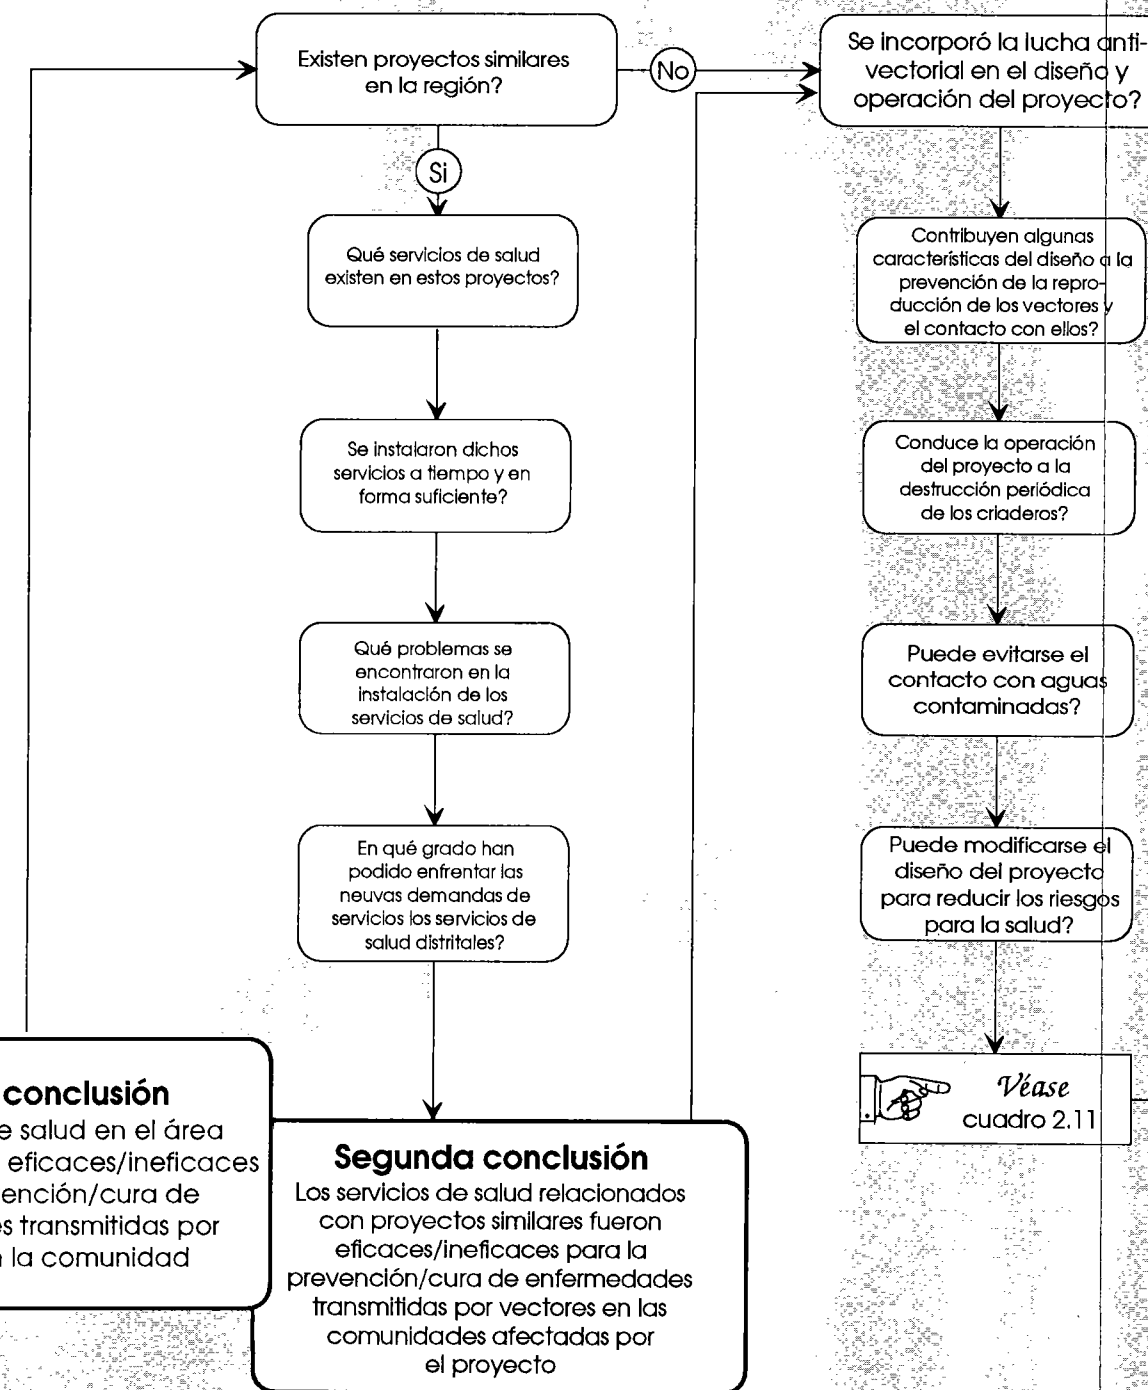 Existen proyectos similares
en la región?
No
Si
Qué servicios de salud
existen en estos proyectos?
Se instalaron dichos
servicios a tiempo y en
forma suficiente?
Qué problemas se
encontraron en la
instalación de los
servicios de salud?
En qué grado han
podido enfrentar las
neuvas demandas de
servicios los servicios de
salud distritales?
conclusión
e salud en el área
eficaces/ineficaces
ención/cura de
es transmitidas por
la comunidad
Segunda conclusión
Los servicios de salud relacionados
con proyectos similares fueron
eficaces/ineficaces para la
prevención/cura de enfermedades
transmitidas por vectores en las
comunidades afectadas por
el proyecto
Se incorporó la lucha anti-
vectorial en el diseño y
operación del proyecto?
Contribuyen algunas
características del diseño a la
prevención de la repro-
ducción de los vectores y
el contacto con ellos?
Conduce la operación
del proyecto a la
destrucción periódica
de los criaderos?
Puede evitarse el
contacto con aguas
contaminadas?
Puede modificarse el
diseño del proyecto
para reducir los riesgos
para la salud?
Véase
cuadro 2.11